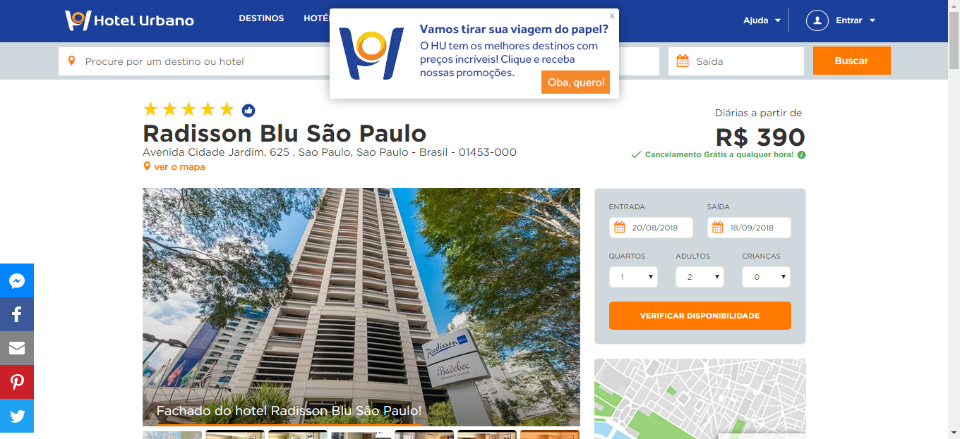 Hotel Urbano
DESTINOS
HOTÉ
Ajuda
Entrar
x
Vamos tirar sua viagem do papel?
O HU tem os melhores destinos com
preços incríveis! Clique e receba
nossas promoções.
Oba, quero!
Procure por um destino ou hotel
Saída
Buscar
Radisson Blu São Paulo
Avenida Cidade Jardim, 625 , Sao Paulo, Sao Paulo - Brasil - 01453-000
ver o mapa
Diárias a partir de
R$ 390
Cancelamento Grátis a qualquer hora!
Radisson BLU
Badebec
Fachado do hotel Radisson Blu São Paulo!
ENTRADA
SAÍDA
20/08/2018
18/09/2018
QUARTOS
ADULTOS
CRIANÇAS
1
2
0
VERIFICAR DISPONIBILIDADE